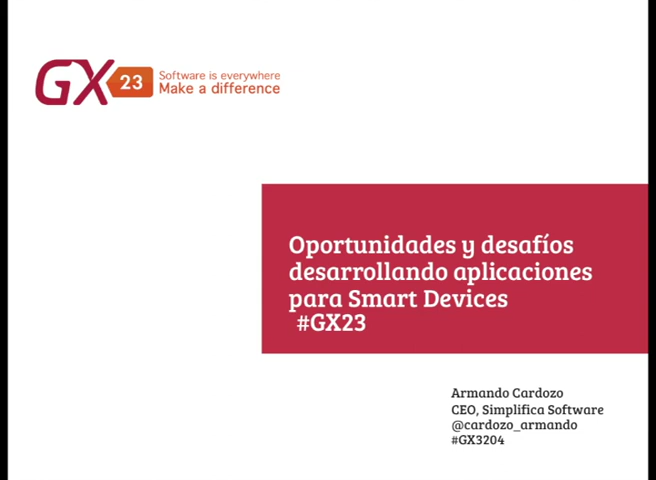 GX 23 Software is everywhere
Make a difference
Oportunidades y desafíos
desarrollando aplicaciones
para Smart Devices
#GX23
Armando Cardozo
CEO, Simplifica Software
@cardozo_armando
#GX3204